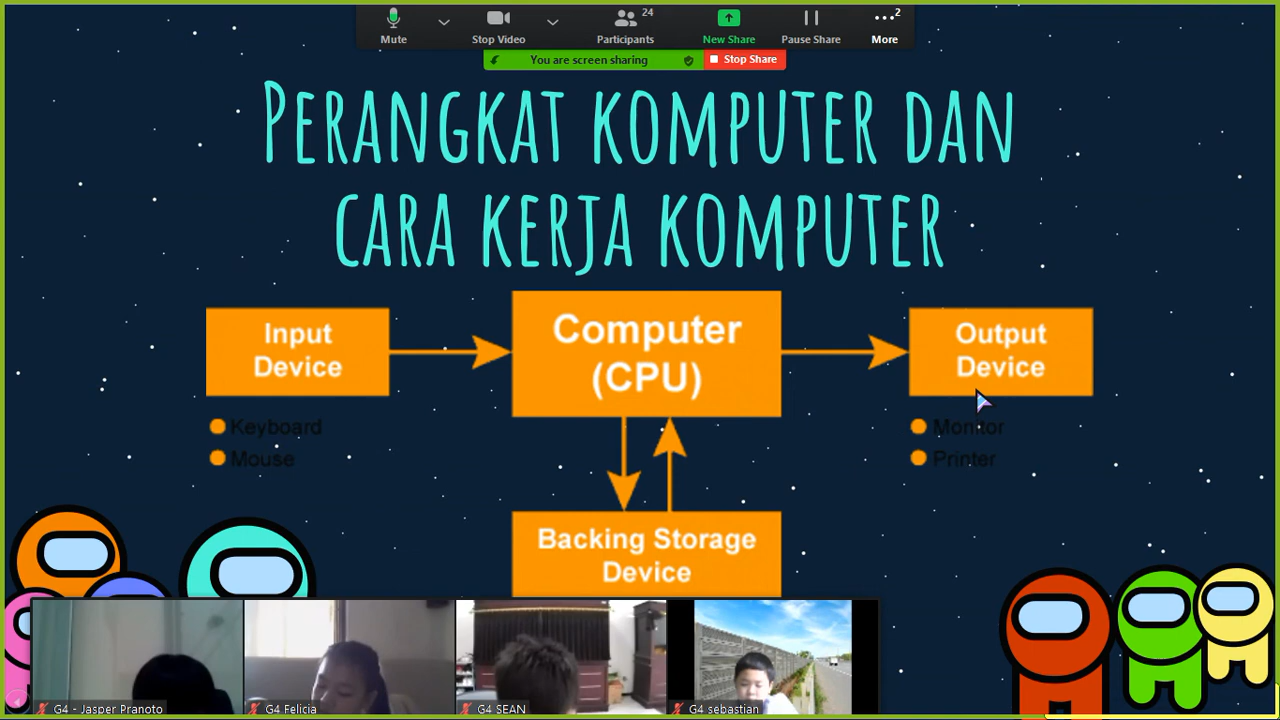 24
2
Mute
Stop Video
Participants
New Share
Pause Share
More
You are screen sharing
Stop Share
PERANGKAT KOMPUTER DAN
CARA KERJA KOMPUTER
Input
Device
Computer
(CPU)
Output
Device
Keyboard
Mouse
Monitor
Printer
Backing Storage
Device
G4 - Jasper Pranoto
G4 Felicia
G4 SEAN
G4 sebastian